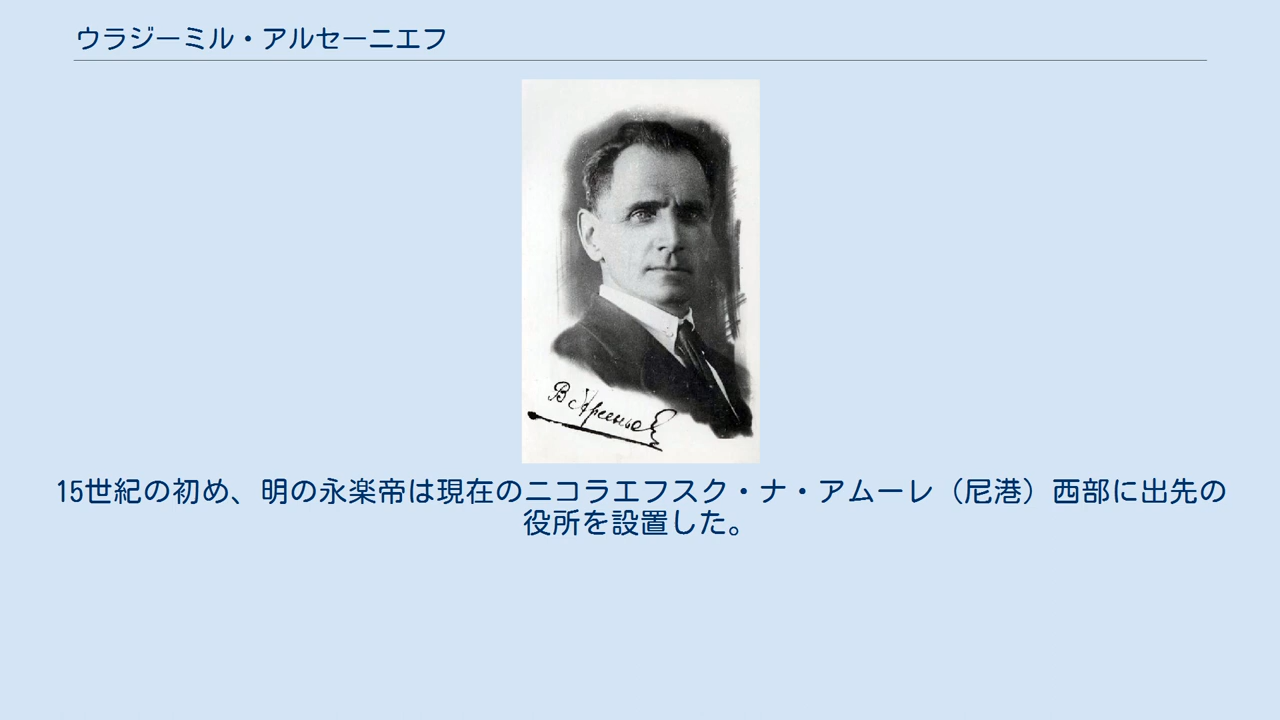 ウラジーミル・アルセーニエフ
В. Арсеньев
15世紀の初め、明の永楽帝は現在のニコラエフスク・ナ・アムーレ（尼港）西部に出先の
役所を設置した。